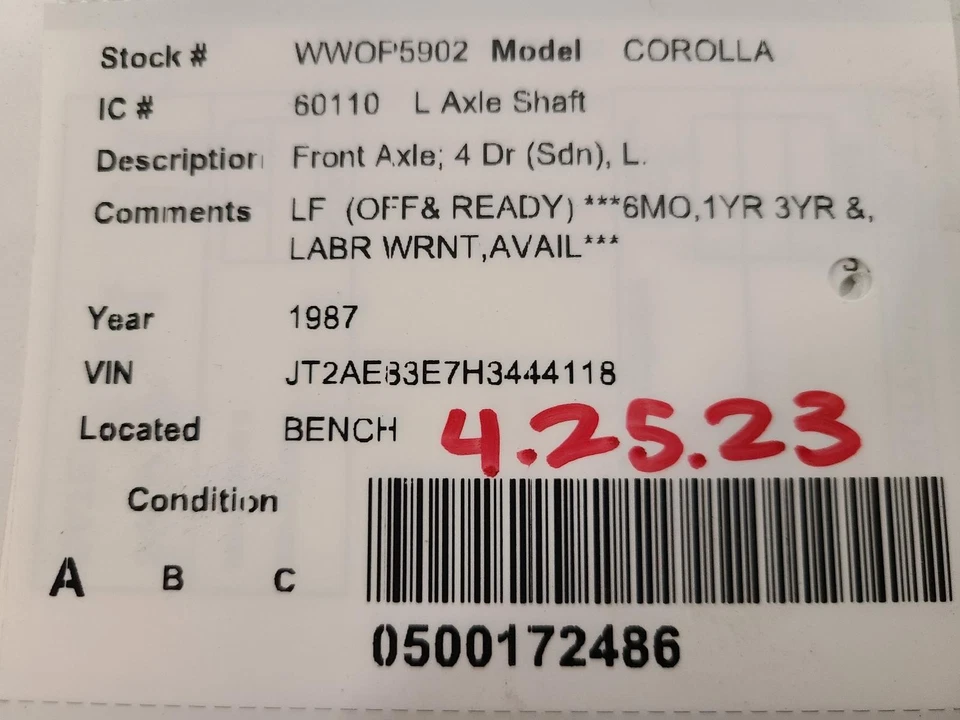 Stock # WWOP5902 Model COROLLA
IC # 60110 L Axle Shaft
Description Front Axle; 4 Dr (Sdn), L.
Comments LF (OFF& READY) ***6MO,1YR 3YR &,
LABR WRNT,AVAIL***
Year 1987
VIN JT2AE83E7H3444118
Located BENCH 4.25.23
Condition
A B C
0500172486